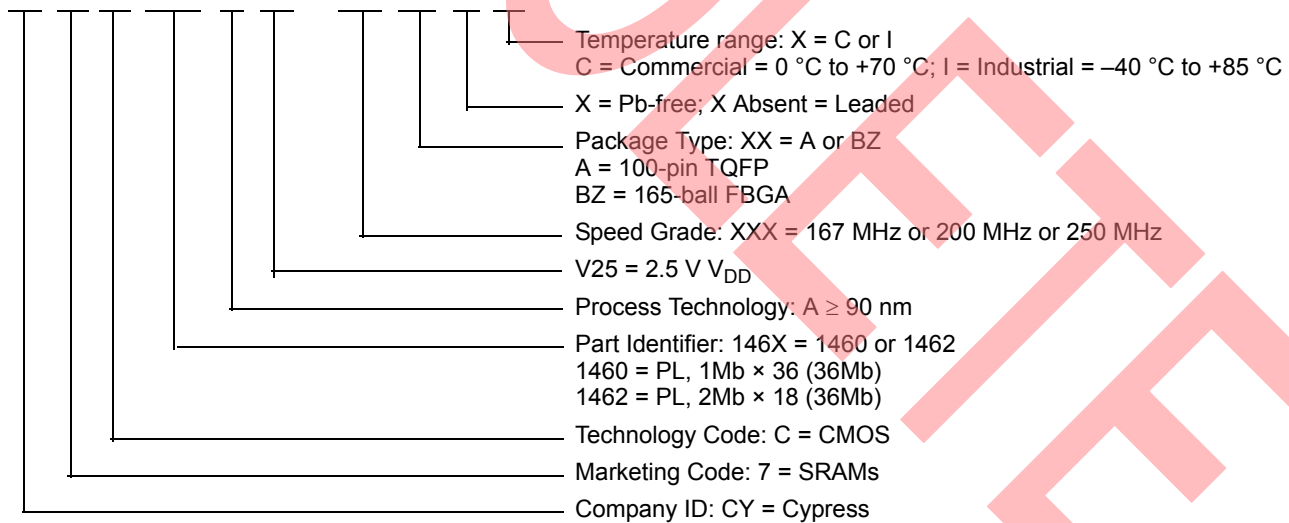 Temperature range: X = C or I
C = Commercial = 0 °C to +70 °C; I = Industrial = –40 °C to +85 °C
X = Pb-free; X Absent = Leaded
Package Type: XX = A or BZ
A = 100-pin TQFP
BZ = 165-ball FBGA
Speed Grade: XXX = 167 MHz or 200 MHz or 250 MHz
V25 = 2.5 V VDD
Process Technology: A ≥ 90 nm
Part Identifier: 146X = 1460 or 1462
1460 = PL, 1Mb × 36 (36Mb)
1462 = PL, 2Mb × 18 (36Mb)
Technology Code: C = CMOS
Marketing Code: 7 = SRAMs
Company ID: CY = Cypress